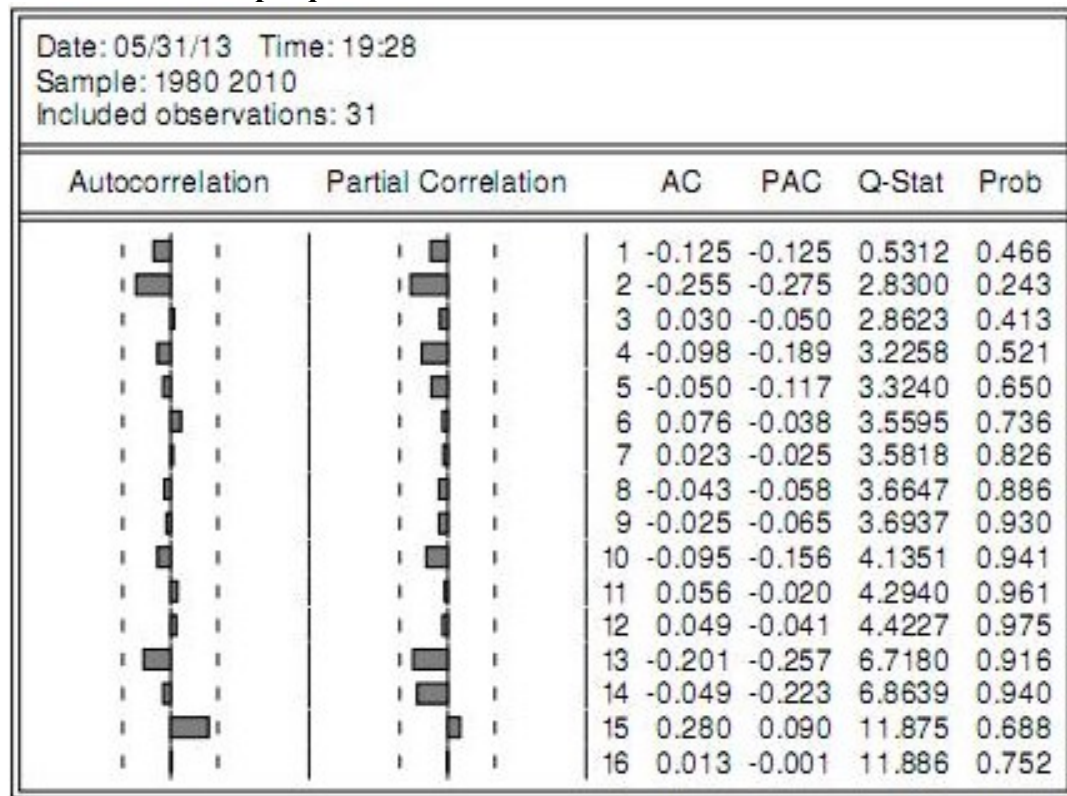 Date: 05/31/13 Time: 19:28
Sample: 1980 2010
Included observations: 31
Autocorrelation Partial Correlation AC PAC Q-Stat Prob
1 -0.125 -0.125 0.5312 0.466
2 -0.255 -0.275 2.8300 0.243
3 0.030 -0.050 2.8623 0.413
4 -0.098 -0.189 3.2258 0.521
5 -0.050 -0.117 3.3240 0.650
6 0.076 -0.038 3.5595 0.736
7 0.023 -0.025 3.5818 0.826
8 -0.043 -0.058 3.6647 0.886
9 -0.025 -0.065 3.6937 0.930
10 -0.095 -0.156 4.1351 0.941
11 0.056 -0.020 4.2940 0.961
12 0.049 -0.041 4.4227 0.975
13 -0.201 -0.257 6.7180 0.916
14 -0.049 -0.223 6.8639 0.940
15 0.280 0.090 11.875 0.688
16 0.013 -0.001 11.886 0.752